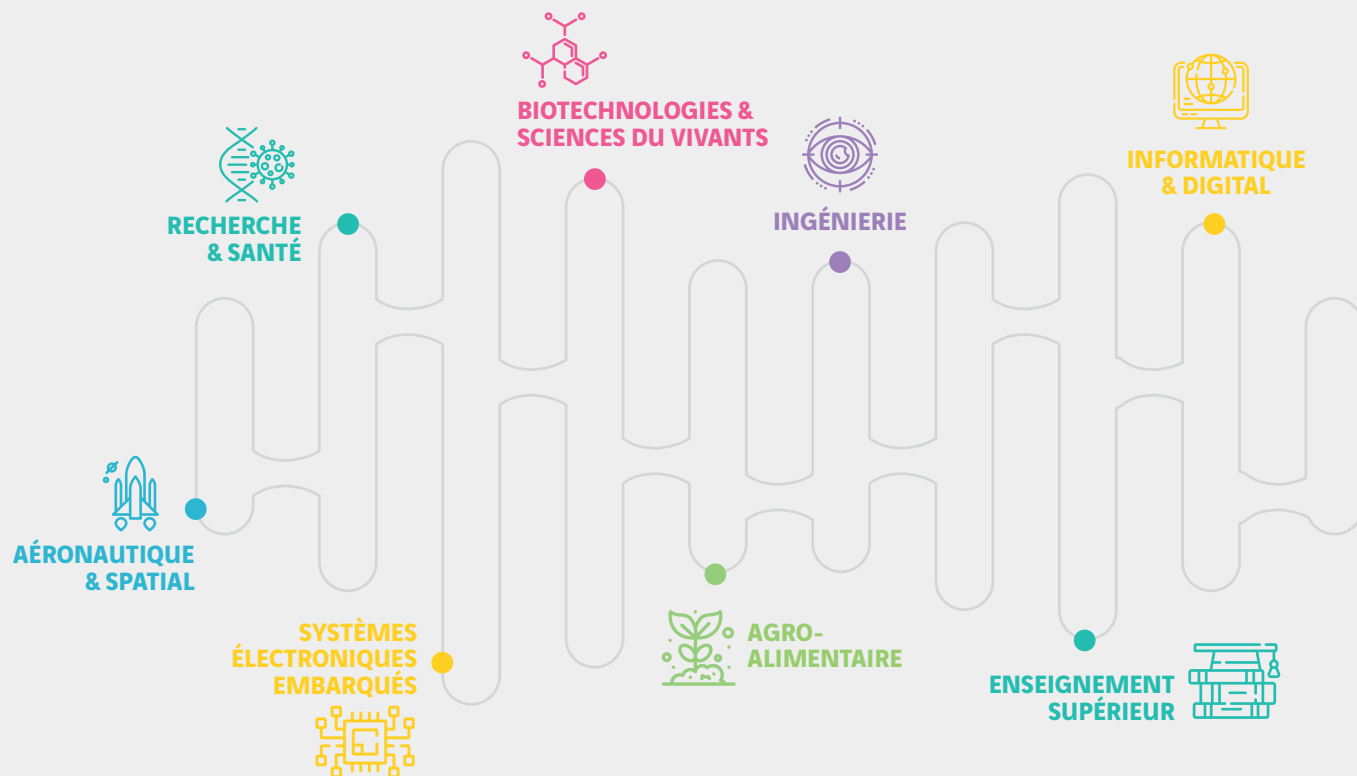 BIOTECHNOLOGIES &
SCIENCES DU VIVANTS
INFORMATIQUE
& DIGITAL
RECHERCHE
& SANTÉ
INGÉNIERIE
AÉRONAUTIQUE
& SPATIAL
SYSTÈMES
ÉLECTRONIQUES
EMBARQUÉS
AGRO-
ALIMENTAIRE
ENSEIGNEMENT
SUPÉRIEUR